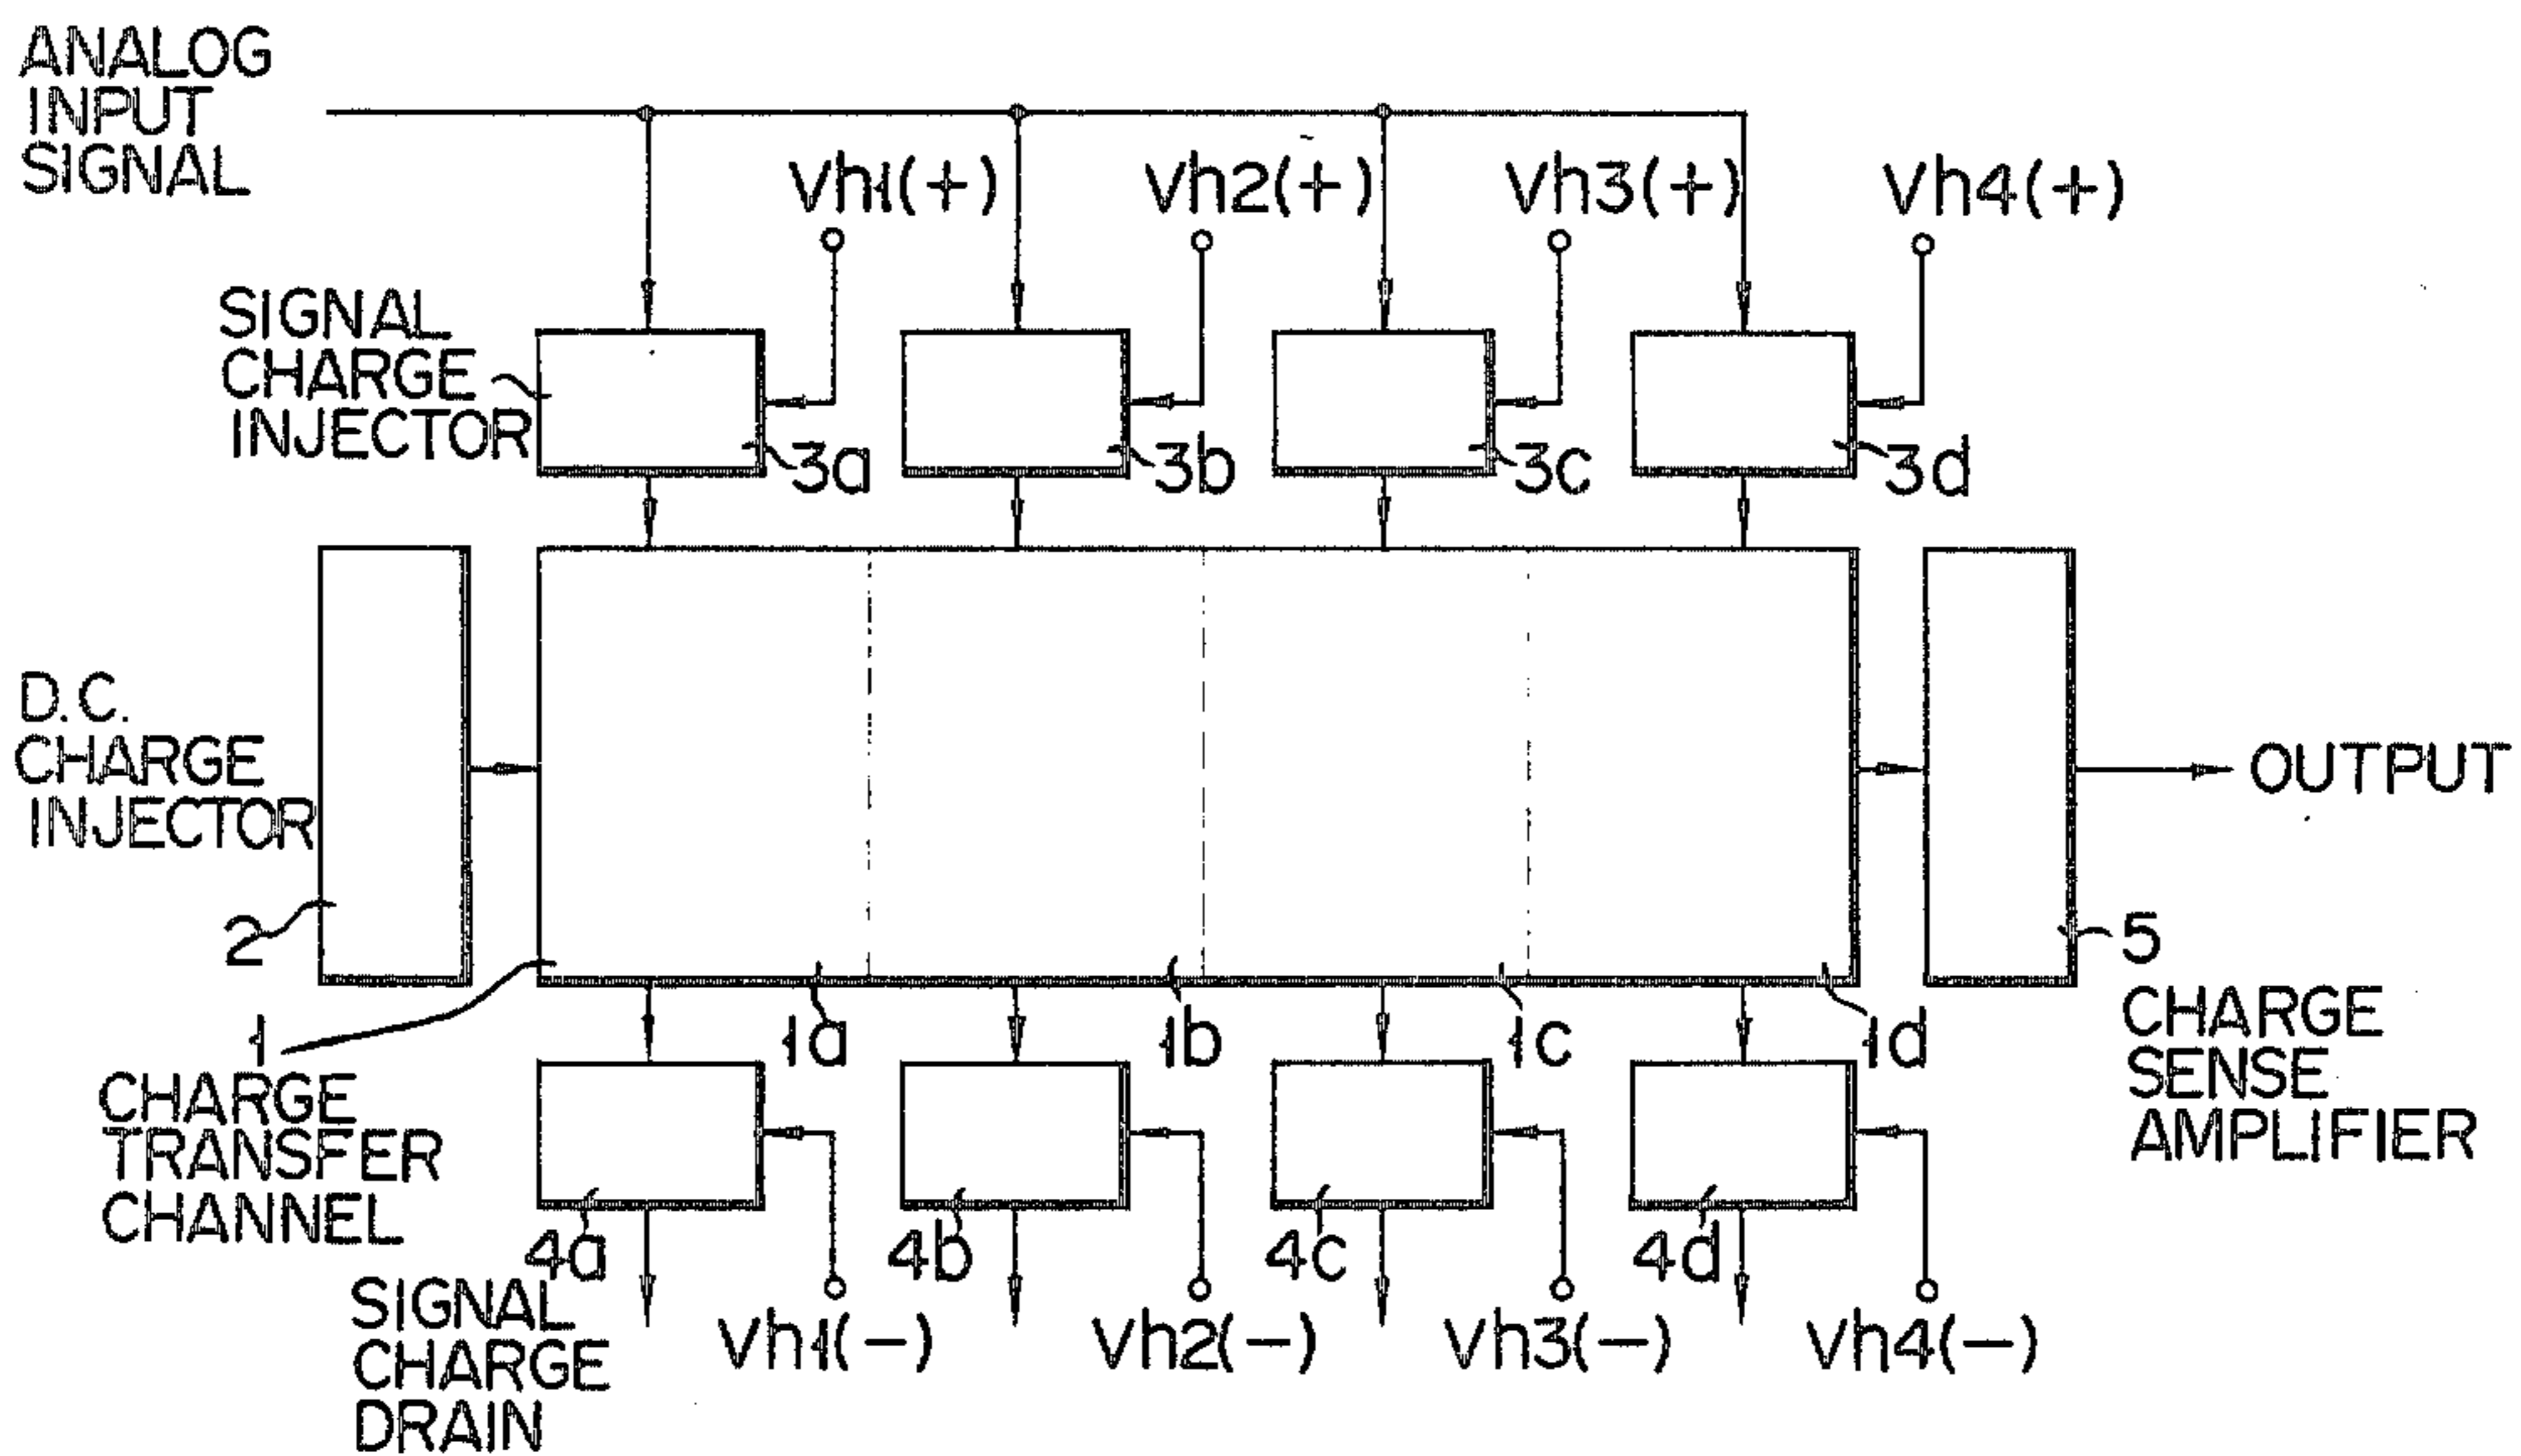 ANALOG
INPUT
SIGNAL
Vh1(+) Vh2(+) Vh3(+) Vh4(+)
SIGNAL
CHARGE
INJECTOR
3a 3b 3c 3d
D.C.
CHARGE
INJECTOR
OUTPUT
2 5
1 1a 1b 1c 1d
CHARGE
TRANSFER
CHANNEL
CHARGE
SENSE
AMPLIFIER
4a 4b 4c 4d
SIGNAL
CHARGE
DRAIN
Vh1(−) Vh2(−) Vh3(−) Vh4(−)